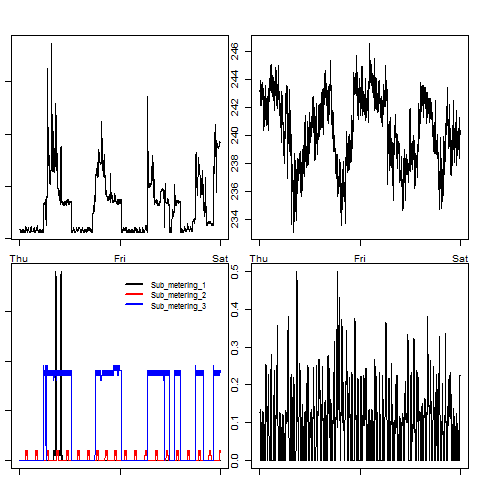 246
244
242
240
238
236
234
Thu Fri Sat
Thu Fri Sat
Sub_metering_1
Sub_metering_2
Sub_metering_3
0.5
0.4
0.3
0.2
0.1
0.0